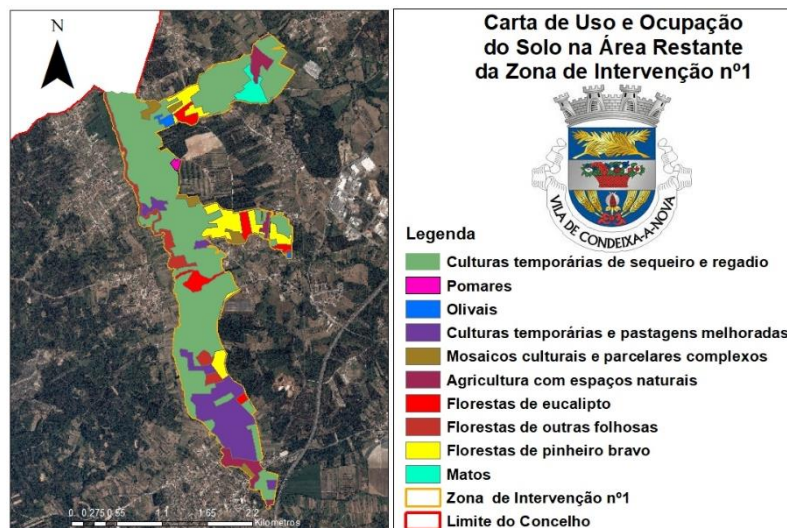 N
0 0.275 0.55 1.1 1.65 2.2
Kilometros
Carta de Uso e Ocupação
do Solo na Área Restante
da Zona de Intervenção nº1
VILA DE CONDEIXA-A-NOVA
Legenda
Culturas temporárias de sequeiro e regadio
Pomares
Olivais
Culturas temporárias e pastagens melhoradas
Mosaicos culturais e parcelares complexos
Agricultura com espaços naturais
Florestas de eucalipto
Florestas de outras folhosas
Florestas de pinheiro bravo
Matos
Zona de Intervenção nº1
Limite do Concelho